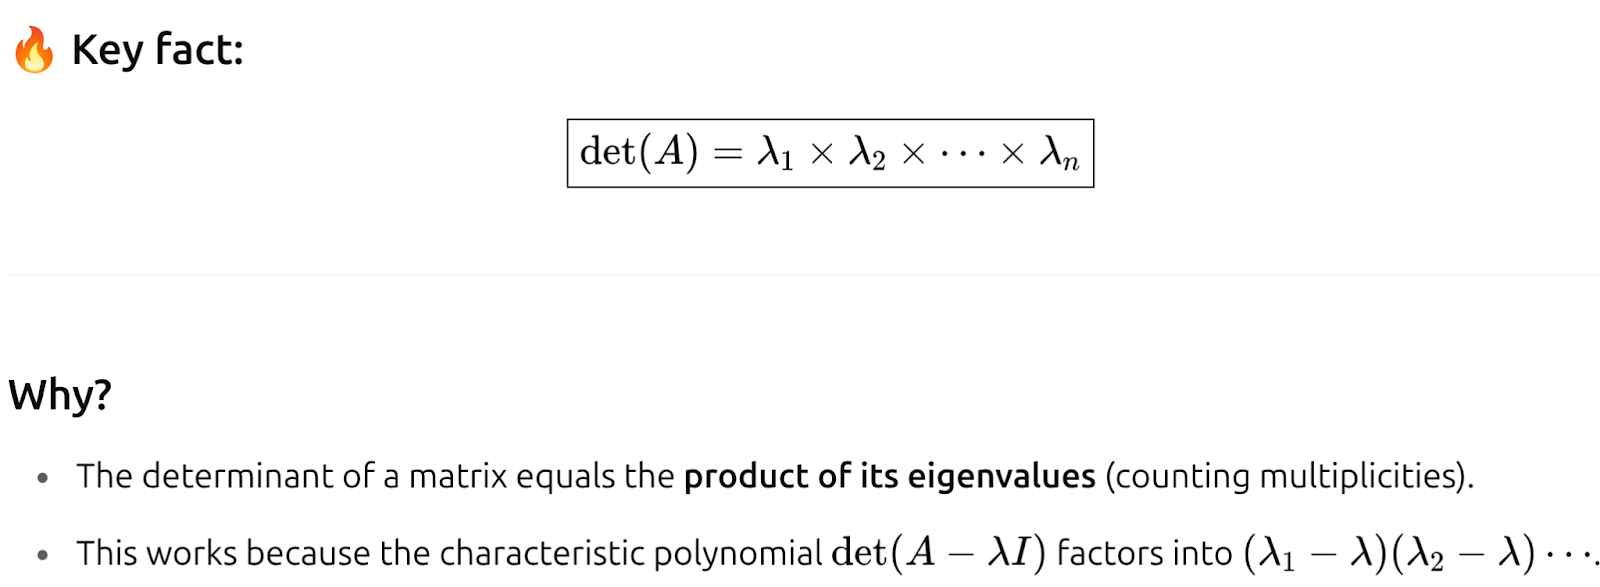 🔥 Key fact:
det(A) = λ₁ × λ₂ × ⋯ × λₙ
Why?
• The determinant of a matrix equals the product of its eigenvalues (counting multiplicities).
• This works because the characteristic polynomial det(A − λI) factors into (λ₁ − λ)(λ₂ − λ)⋯.